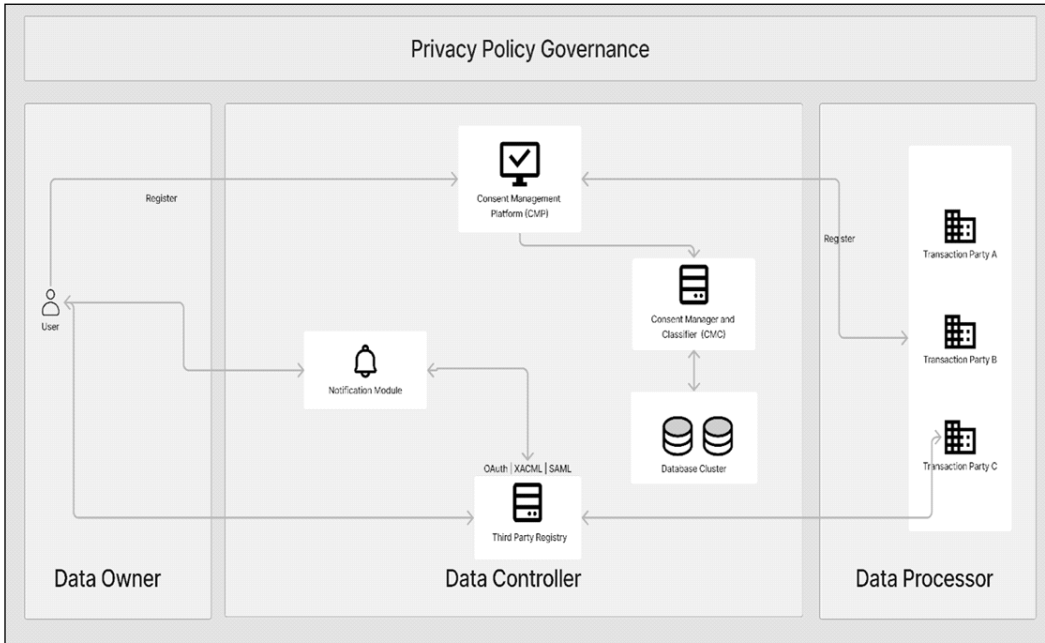 Privacy Policy Governance
Register
Consent Management
Platform (CMP)
Register
Transaction Party A
User
Consent Manager and
Classifier (CMC)
Notification Module
Transaction Party B
Database Cluster
OAuth | XACML | SAML
Transaction Party C
Third Party Registry
Data Owner
Data Controller
Data Processor